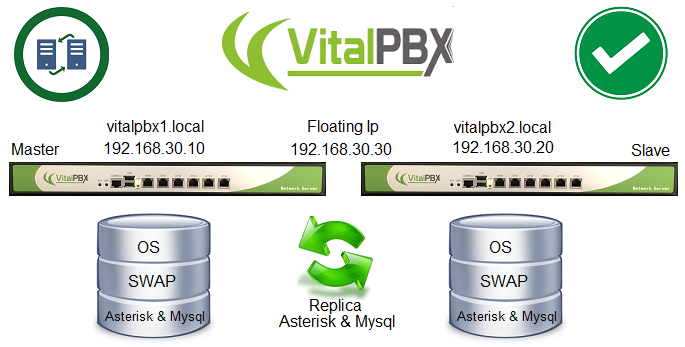 VitalPBX
vitalpbx1.local
Floating Ip
vitalpbx2.local
Master
192.168.30.10
192.168.30.30
192.168.30.20
Slave
VitalPBX
Network Server
VitalPBX
Network Server
OS
SWAP
Asterisk & Mysql
Replica
Asterisk & Mysql
OS
SWAP
Asterisk & Mysql